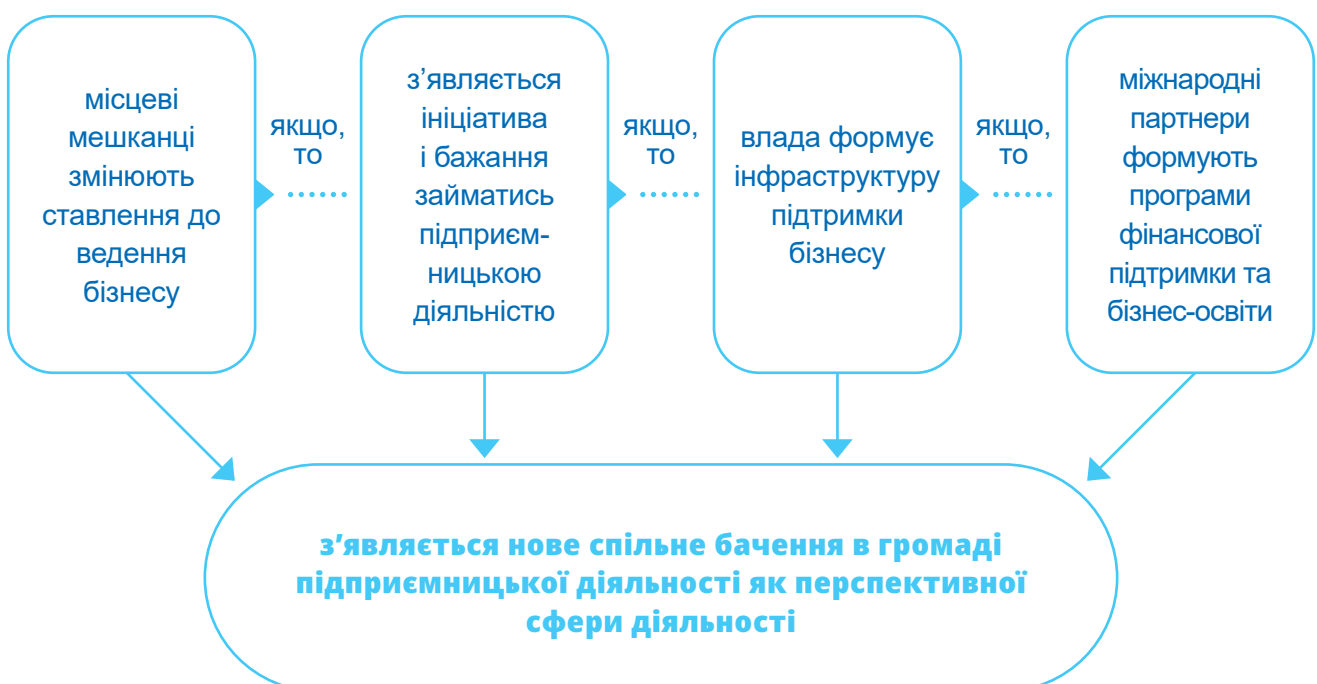 місцеві
мешканці
змінюють
ставлення до
ведення
бізнесу
якщо,
то
з’являється
ініціатива
і бажання
займатись
підприєм-
ницькою
діяльністю
якщо,
то
влада формує
інфраструктуру
підтримки
бізнесу
якщо,
то
міжнародні
партнери
формують
програми
фінансової
підтримки та
бізнес-освіти
з’являється нове спільне бачення в громаді
підприємницької діяльності як перспективної
сфери діяльності